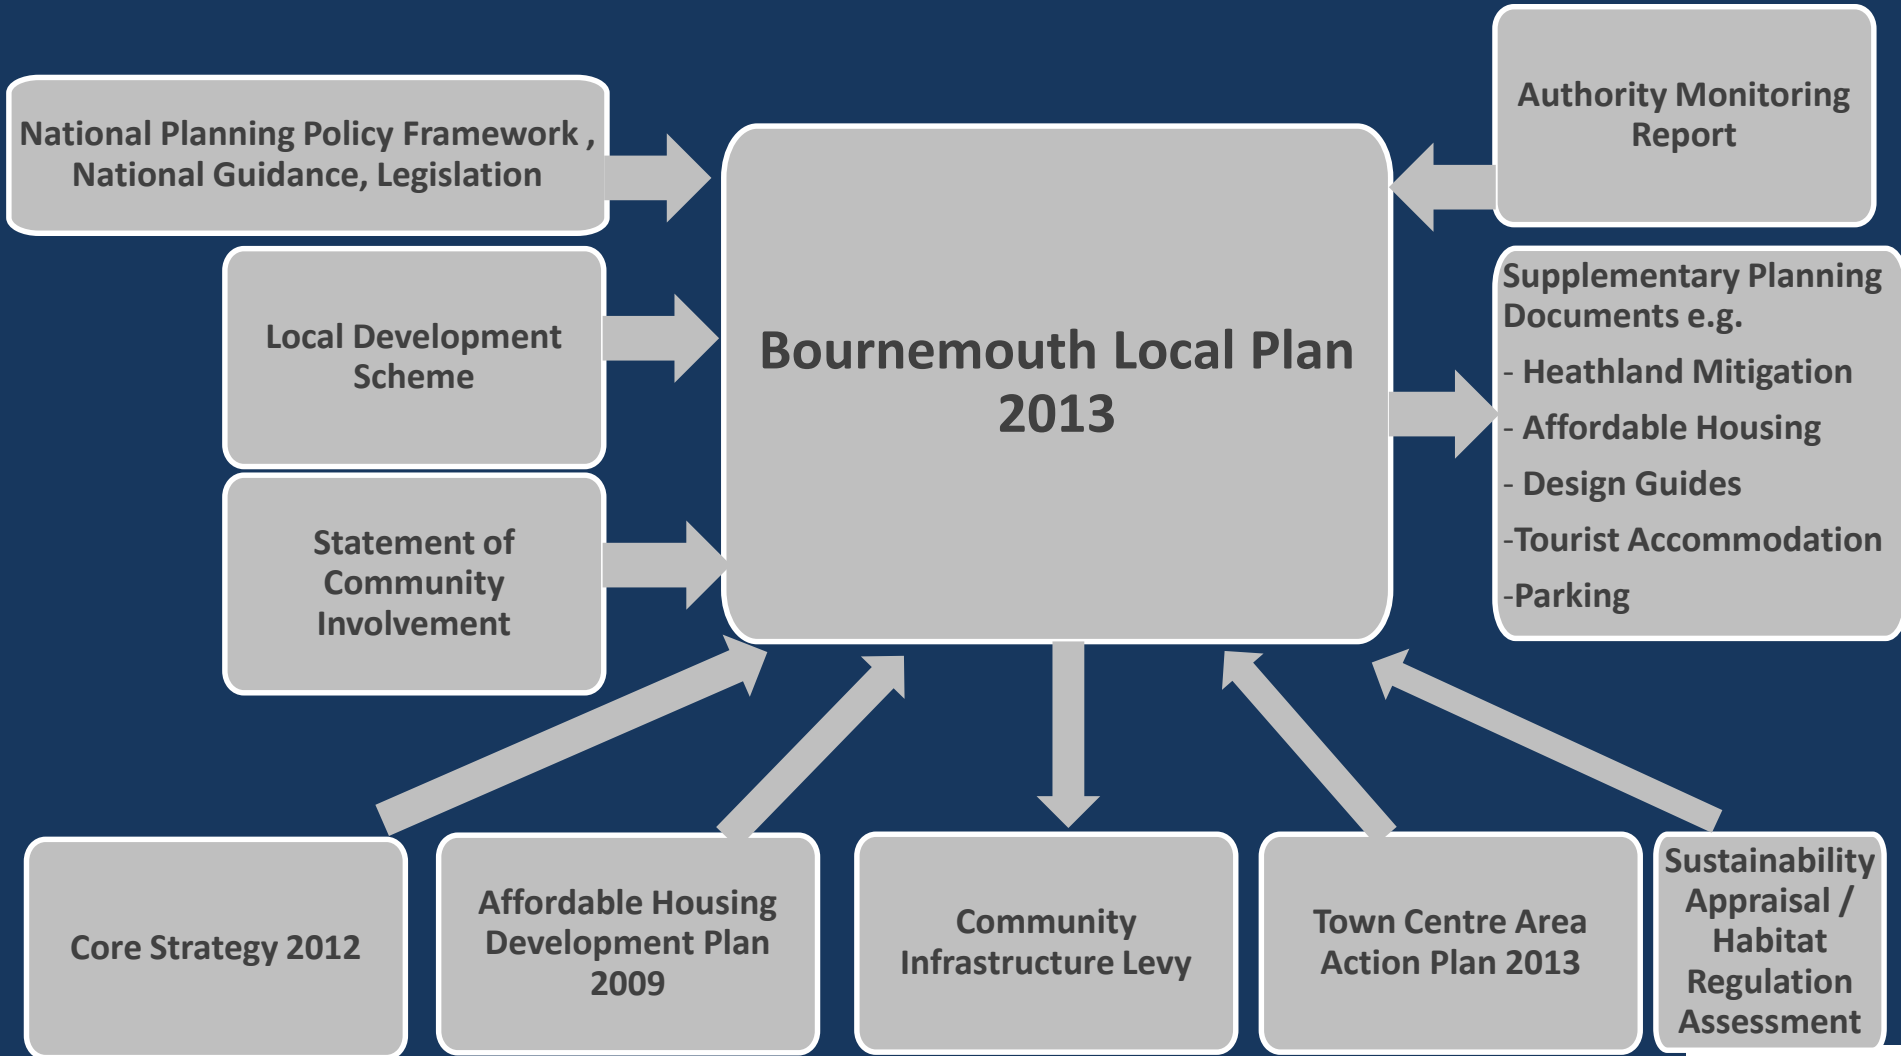 National Planning Policy Framework ,
National Guidance, Legislation
Local Development
Scheme
Statement of
Community
Involvement
Bournemouth Local Plan
2013
Authority Monitoring
Report
Supplementary Planning
Documents e.g.
- Heathland Mitigation
- Affordable Housing
- Design Guides
-Tourist Accommodation
-Parking
Core Strategy 2012
Affordable Housing
Development Plan
2009
Community
Infrastructure Levy
Town Centre Area
Action Plan 2013
Sustainability
Appraisal /
Habitat
Regulation
Assessment